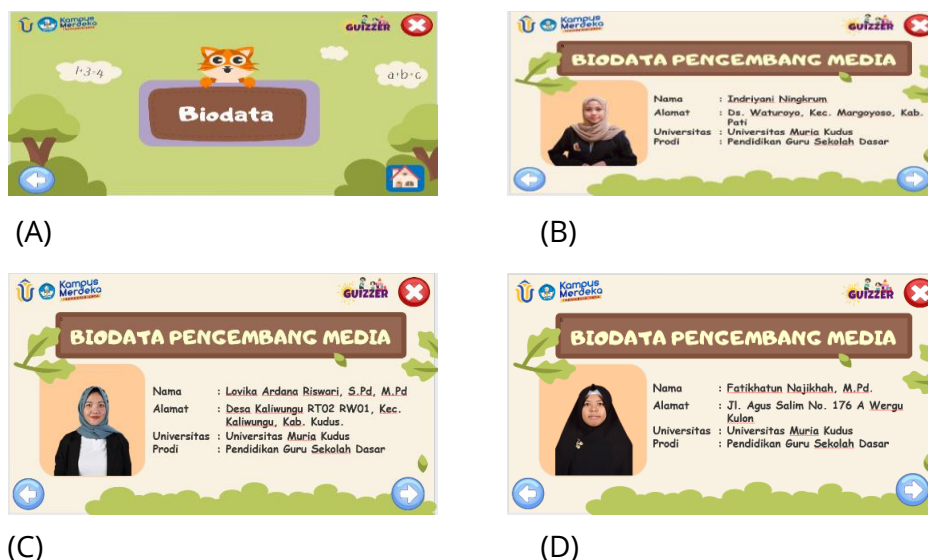 Kampus
Merdeka
GUIZZER
1+3=4
a+b=c
Biodata
(A)
Kampus
Merdeka
GUIZZER
BIODATA PENGEMBANG MEDIA
Nama : Indriyani Ningkrum
Alamat : Ds. Waturoyo, Kec. Margoyoso, Kab.
Pati
Universitas : Universitas Muria Kudus
Prodi : Pendidikan Guru Sekolah Dasar
(B)
Kampus
Merdeka
GUIZZER
BIODATA PENGEMBANG MEDIA
Nama : Lovika Ardana Riswari, S.Pd, M.Pd
Alamat : Desa Kaliwungu RT02 RW01, Kec.
Kaliwungu, Kab. Kudus.
Universitas : Universitas Muria Kudus
Prodi : Pendidikan Guru Sekolah Dasar
(C)
Kampus
Merdeka
GUIZZER
BIODATA PENGEMBANG MEDIA
Nama : Fatikhatun Najikhah, M.Pd.
Alamat : Jl. Agus Salim No. 176 A Wergu
Kulon
Universitas : Universitas Muria Kudus
Prodi : Pendidikan Guru Sekolah Dasar
(D)